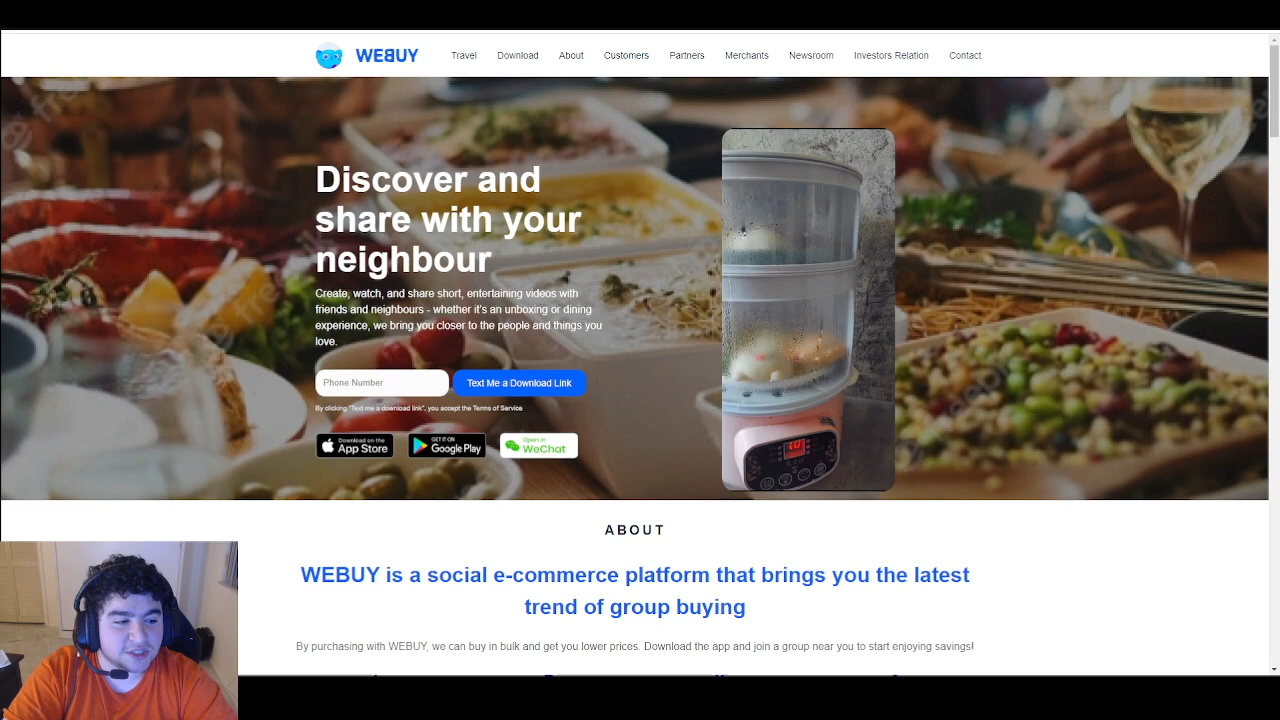 WEBUY
Travel
Download
About
Customers
Partners
Merchants
Newsroom
Investors Relation
Contact
Discover and
share with your
neighbour
Create, watch, and share short, entertaining videos with
friends and neighbours - whether it's an unboxing or dining
experience, we bring you closer to the people and things you
love.
Phone Number
Text Me a Download Link
By clicking "Text me a download link", you accept the Terms of Service
Download on the
App Store
GET IT ON
Google Play
Open in
WeChat
ABOUT
WEBUY is a social e-commerce platform that brings you the latest
trend of group buying
By purchasing with WEBUY, we can buy in bulk and get you lower prices. Download the app and join a group near you to start enjoying savings!